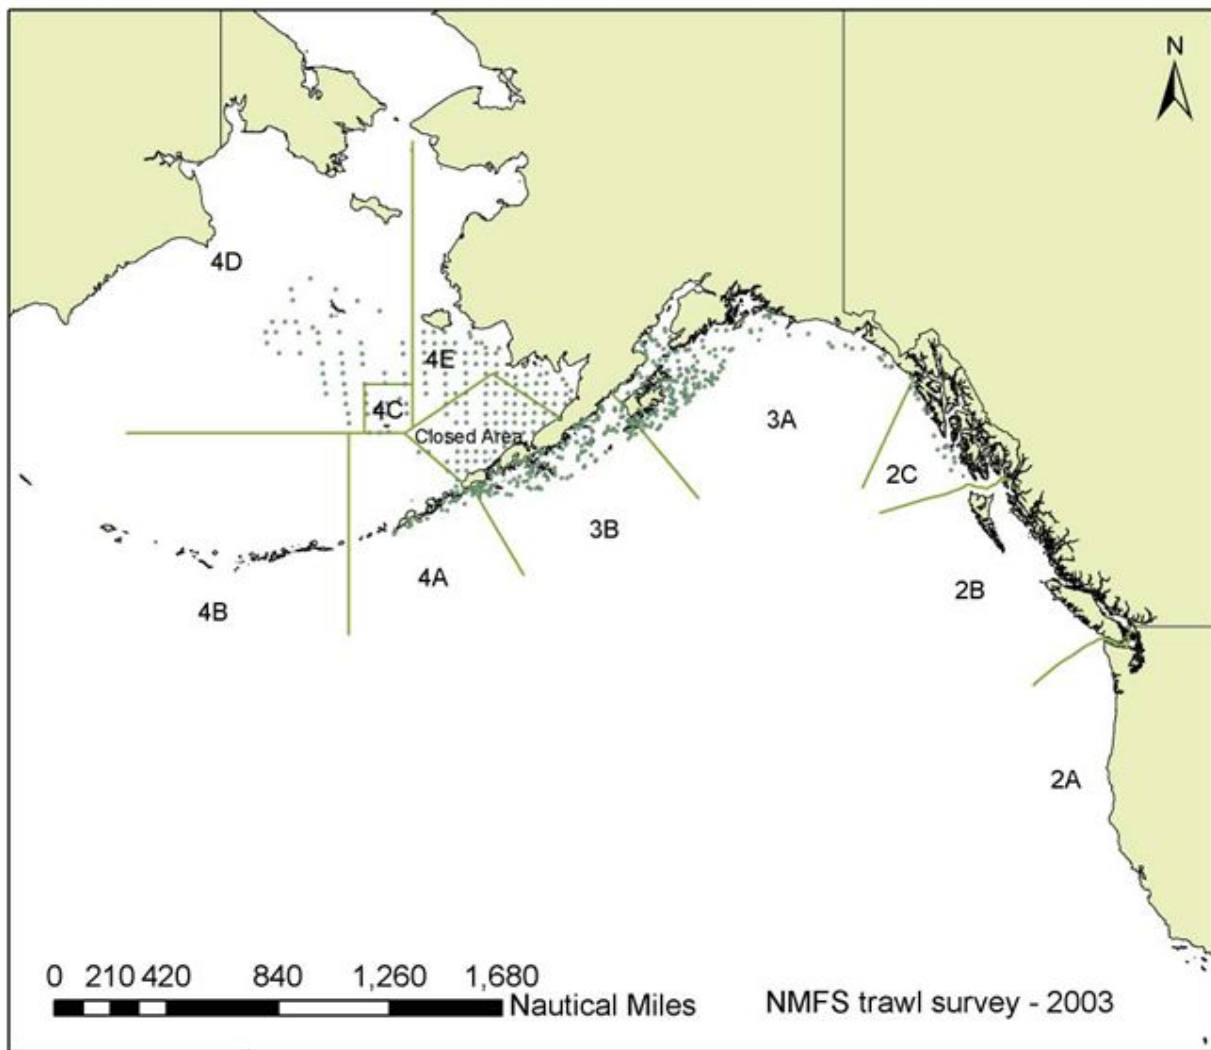 N
4D
4E
4C
Closed Area
3A
2C
3B
4A
2B
4B
2A
0 210 420 840 1,260 1,680
Nautical Miles
NMFS trawl survey - 2003